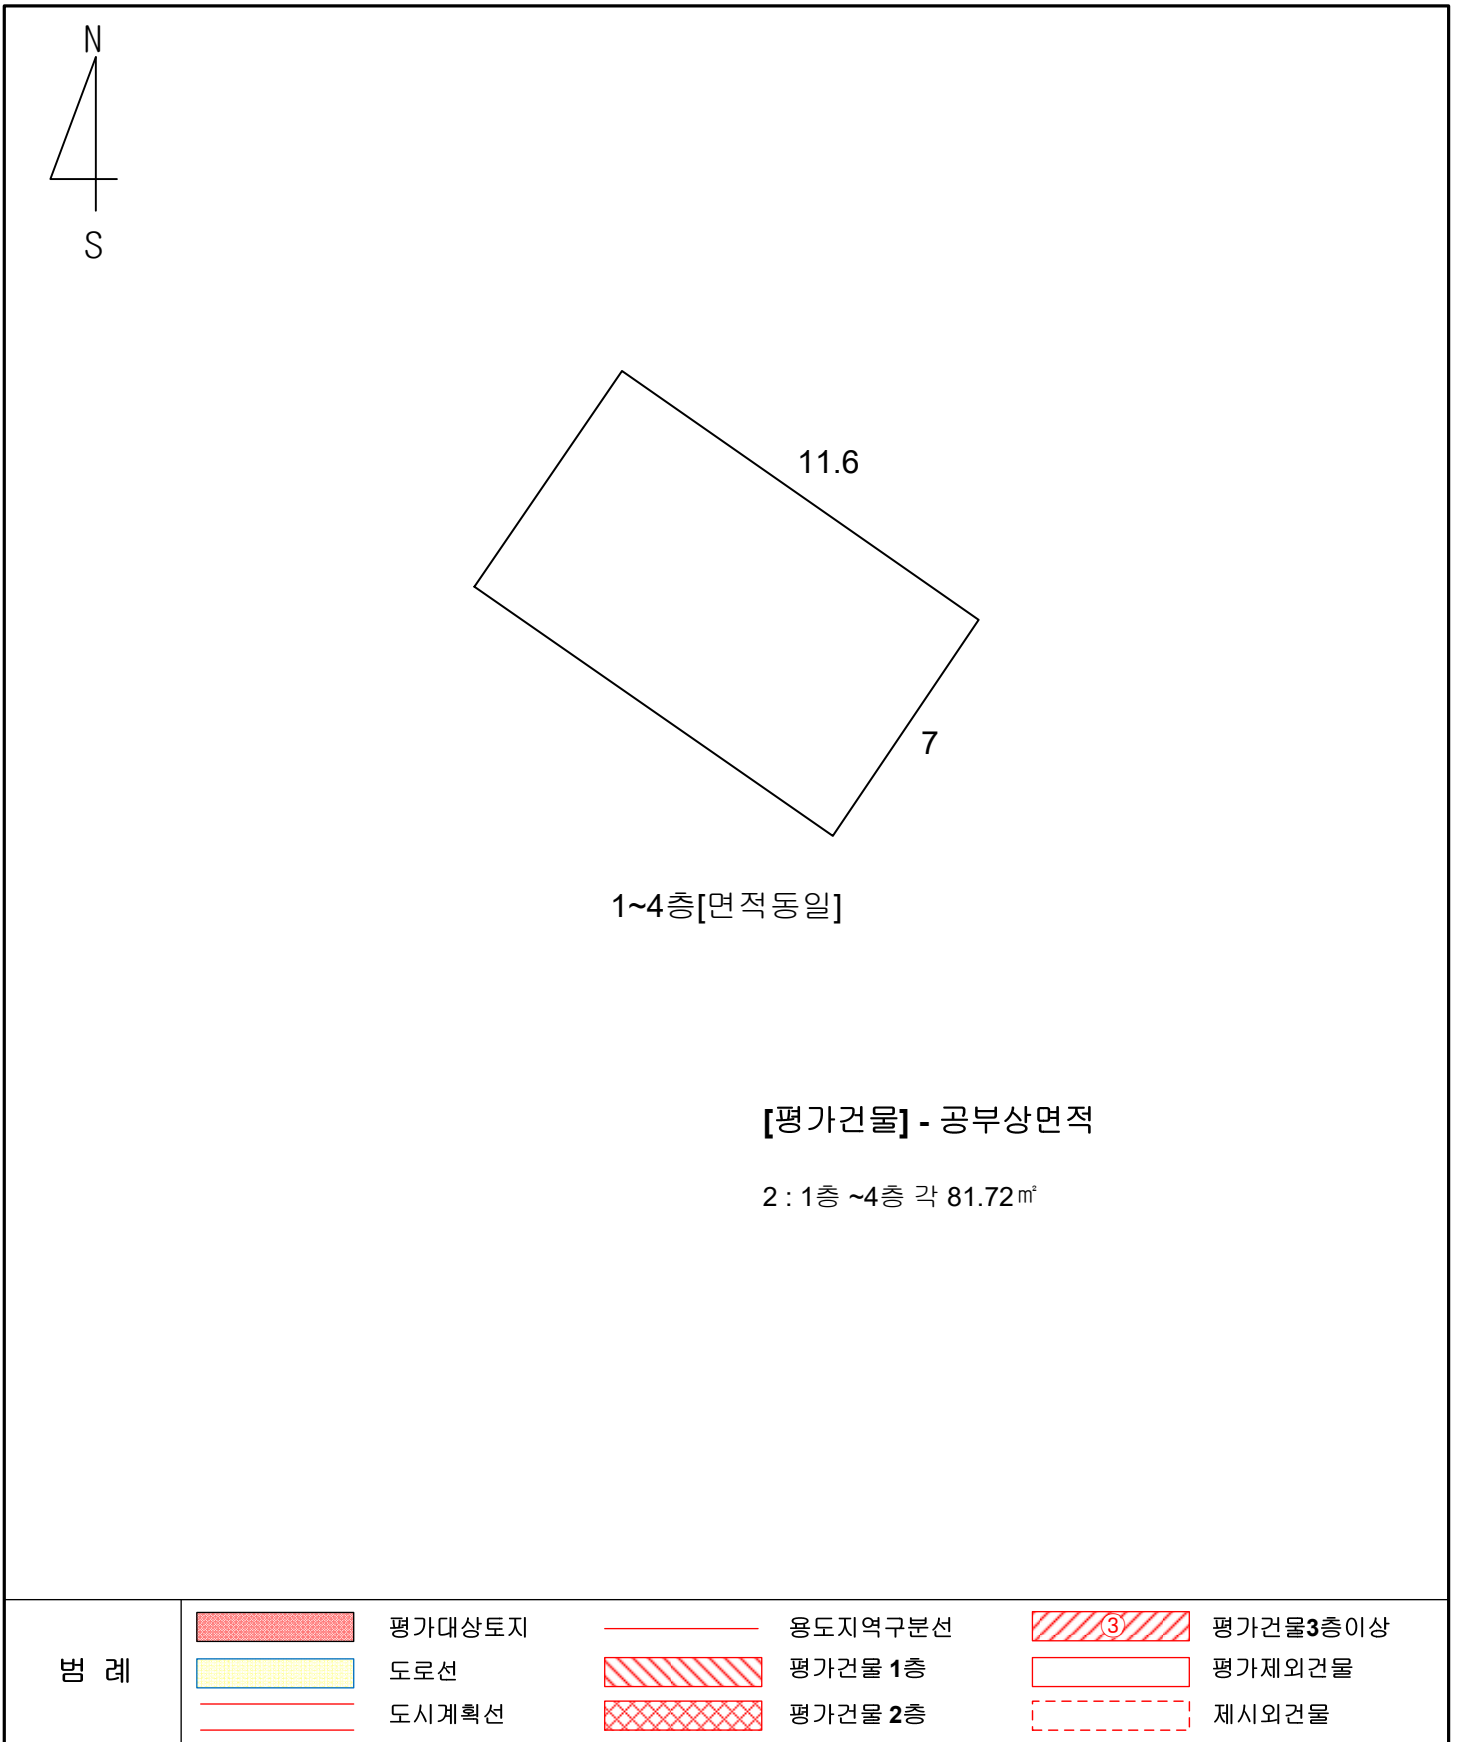 N
S
11.6
7
1~4층[면적동일]
[평가건물] - 공부상면적
2 : 1층 ~4층 각 81.72㎡
범 례
평가대상토지
용도지역구분선
③
평가건물3층이상
도로선
평가건물 1층
평가제외건물
도시계획선
평가건물 2층
제시외건물